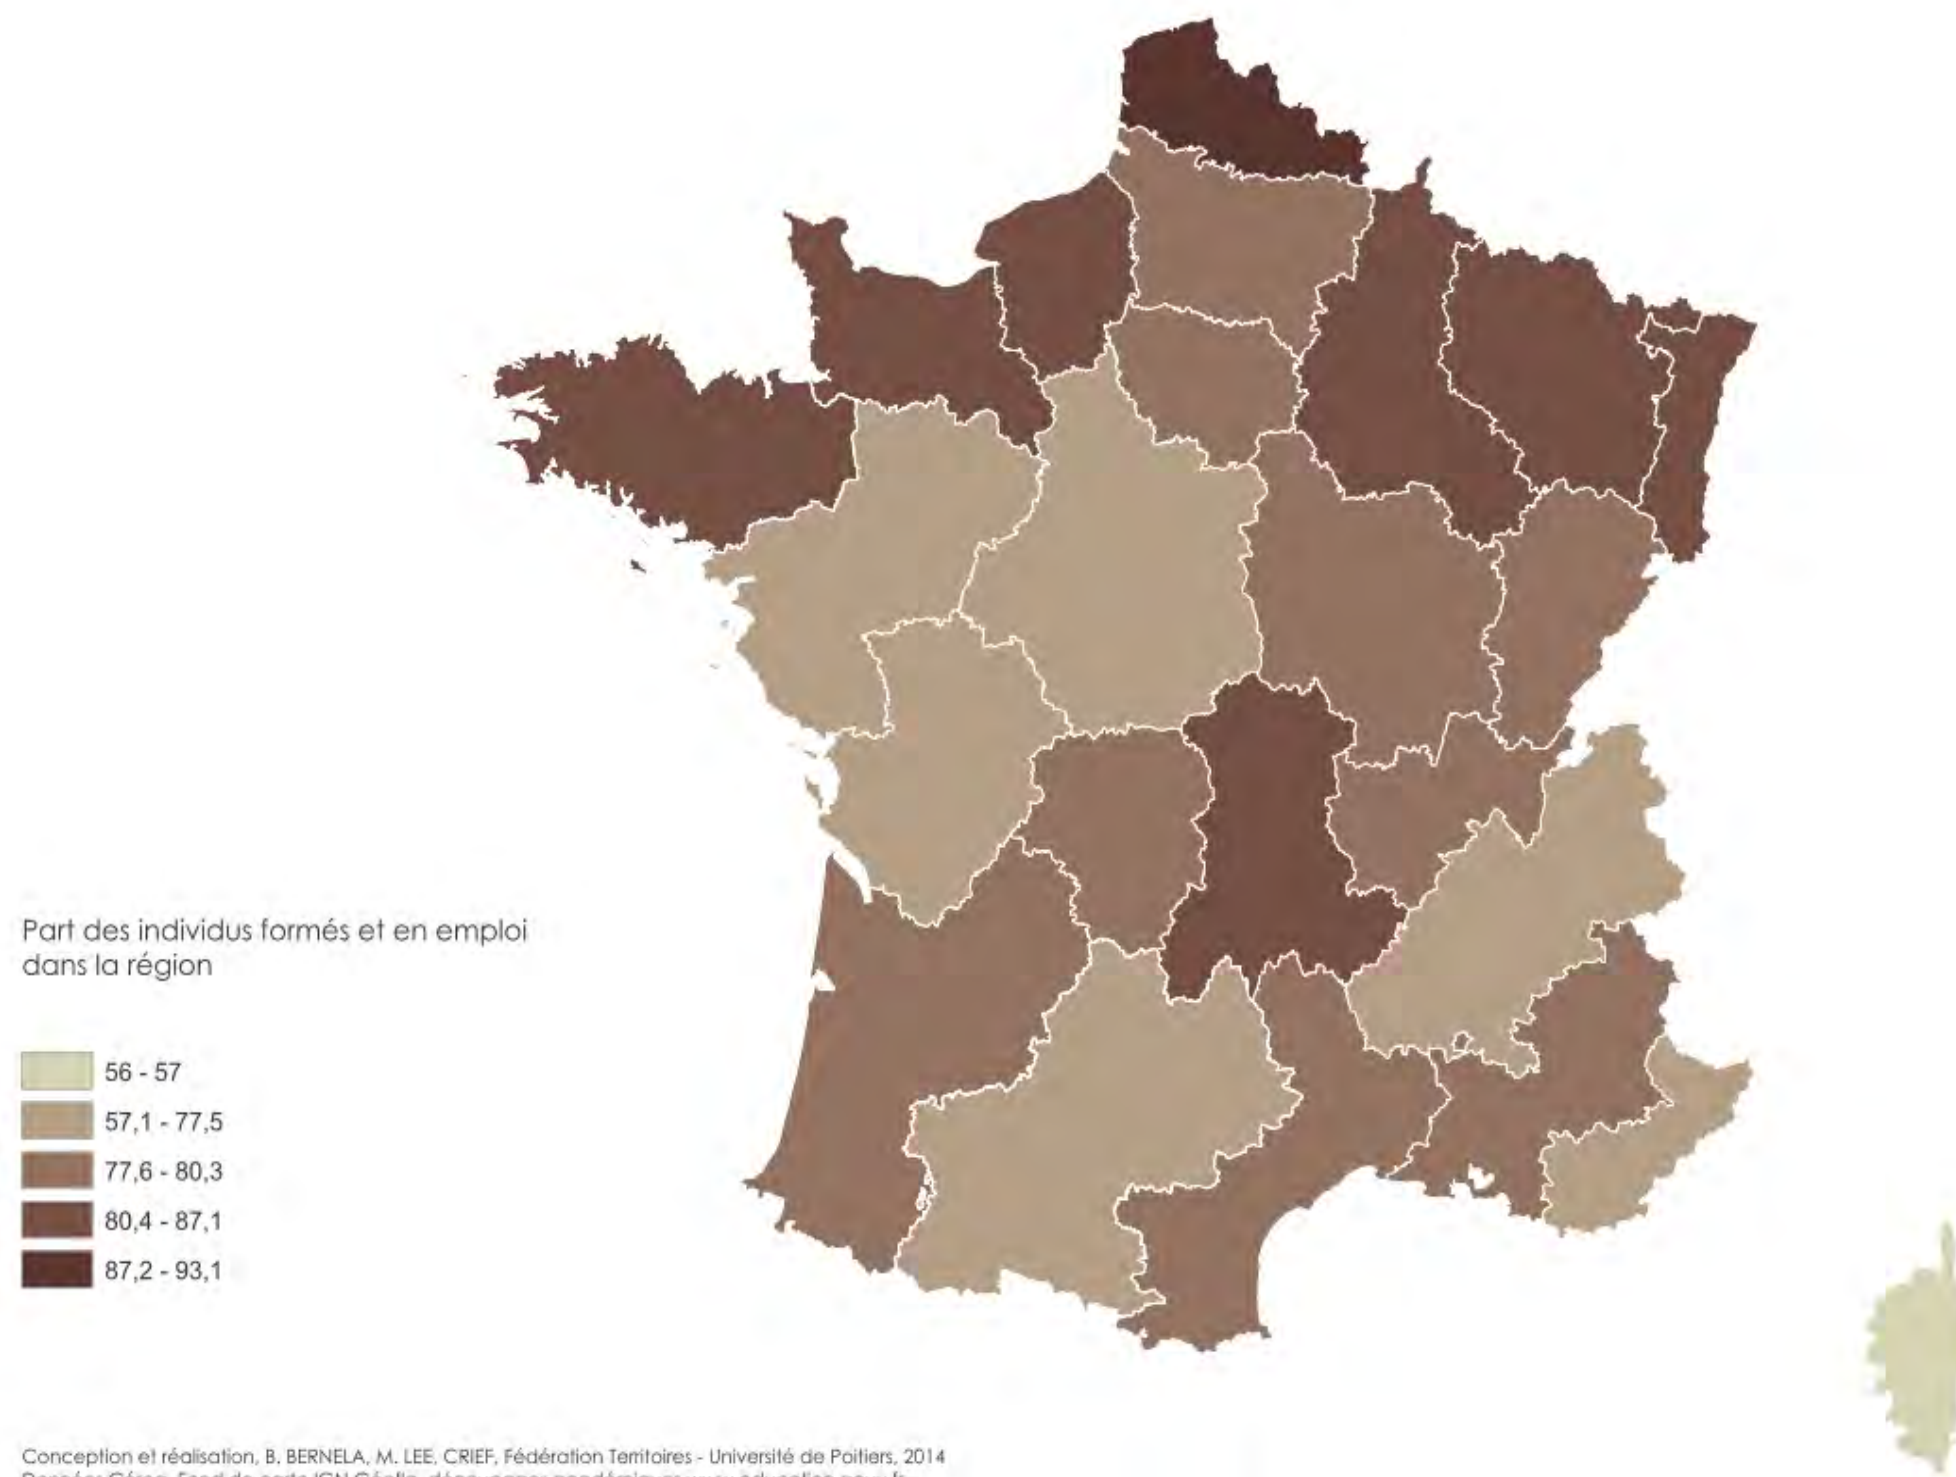 Part des individus formés et en emploi
dans la région
56 - 57
57,1 - 77,5
77,6 - 80,3
80,4 - 87,1
87,2 - 93,1
Conception et réalisation, B. BERNELA, M. LEE, CRIEF, Fédération Territoires - Université de Poitiers, 2014